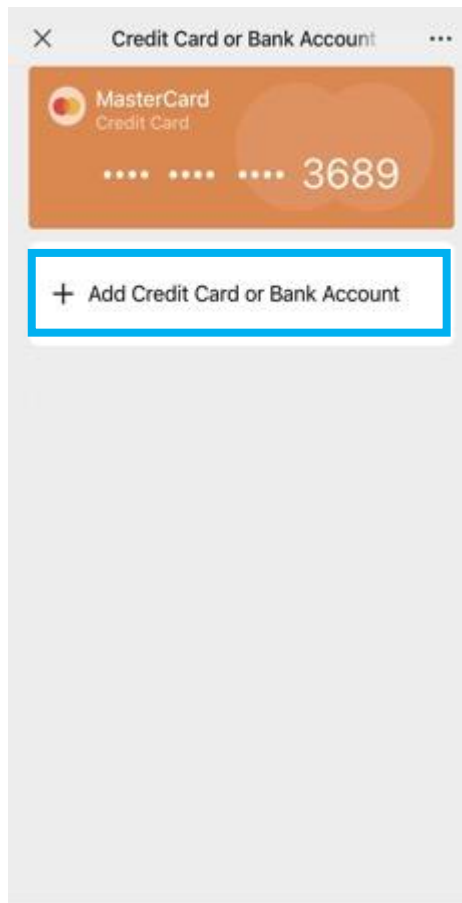 Credit Card or Bank Account
MasterCard
Credit Card
•••• •••• •••• 3689
+ Add Credit Card or Bank Account